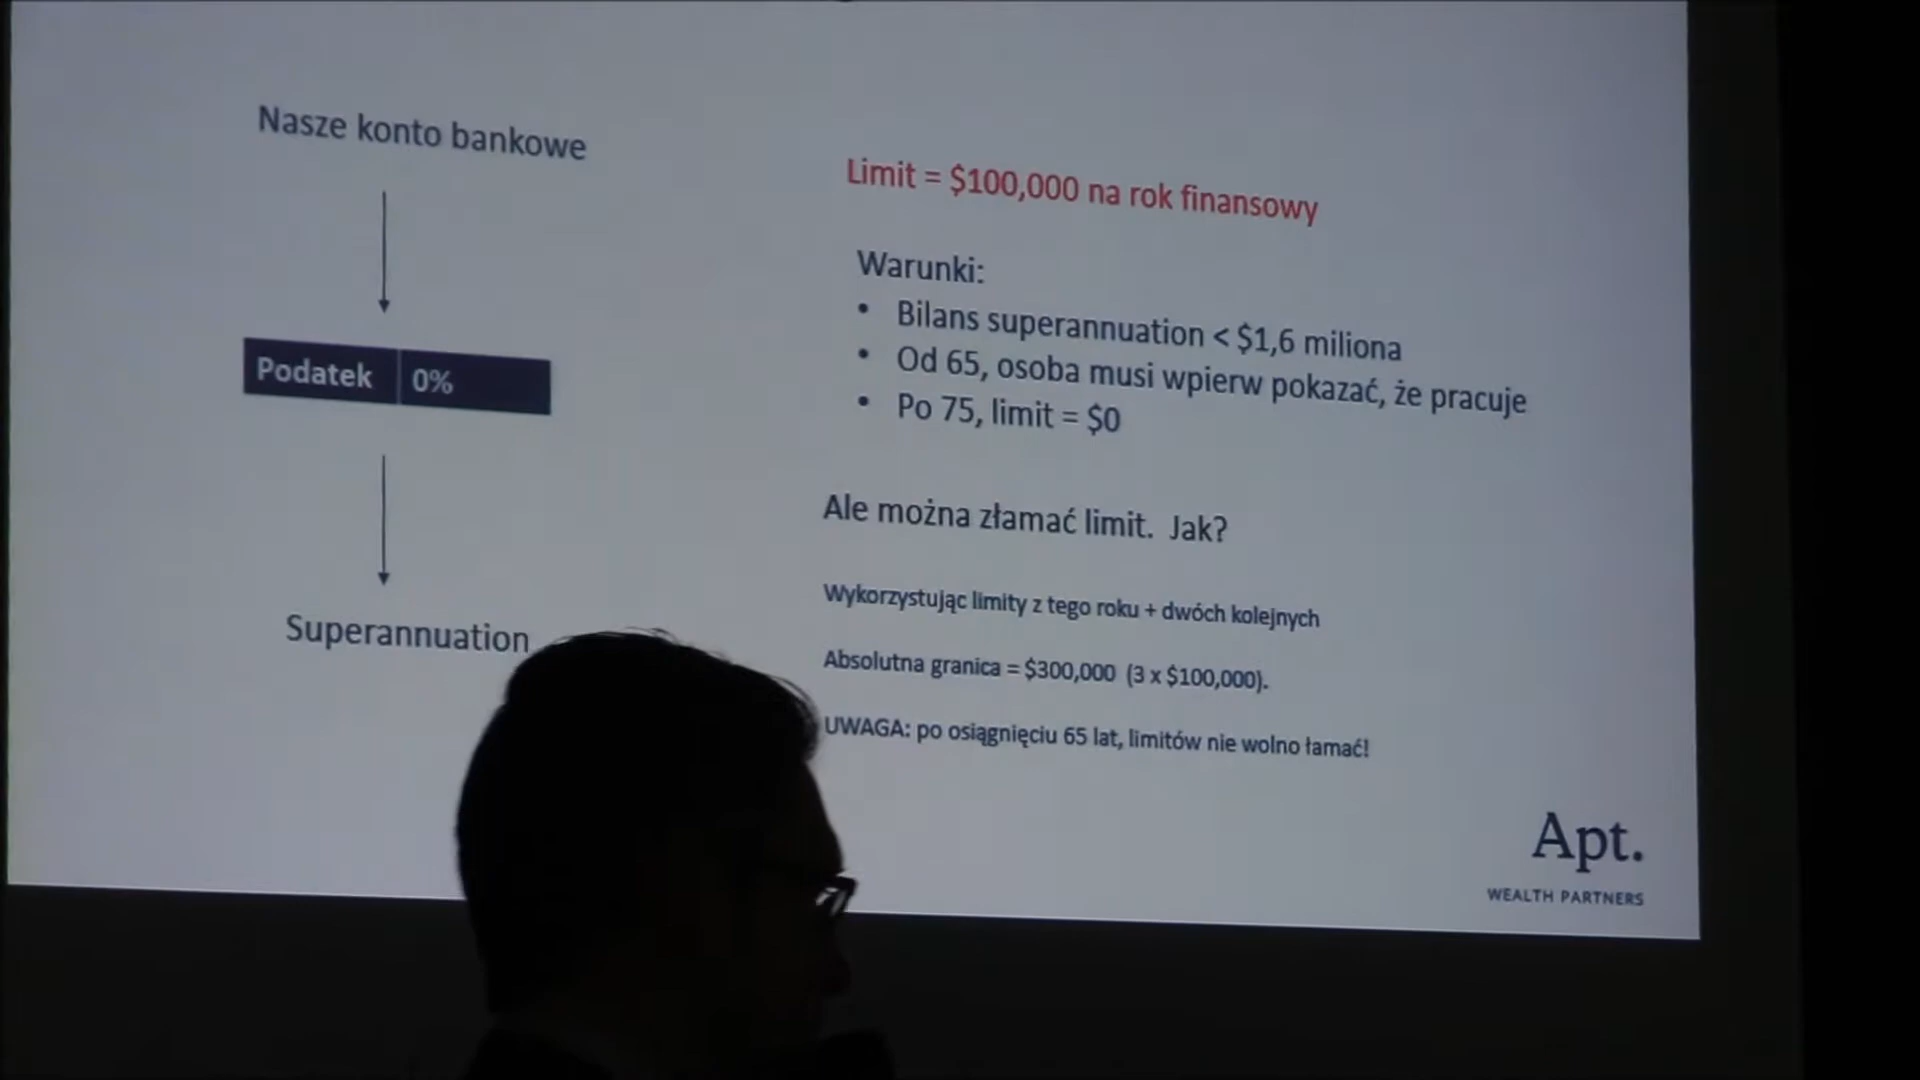 Nasze konto bankowe
Podatek 0%
Superannuation
Limit = $100,000 na rok finansowy
Warunki:
• Bilans superannuation < $1,6 miliona
• Od 65, osoba musi wpierw pokazać, że pracuje
• Po 75, limit = $0
Ale można złamać limit. Jak?
Wykorzystując limity z tego roku + dwóch kolejnych
Absolutna granica = $300,000 (3 x $100,000).
UWAGA: po osiągnięciu 65 lat, limitów nie wolno łamać!
Apt.
WEALTH PARTNERS